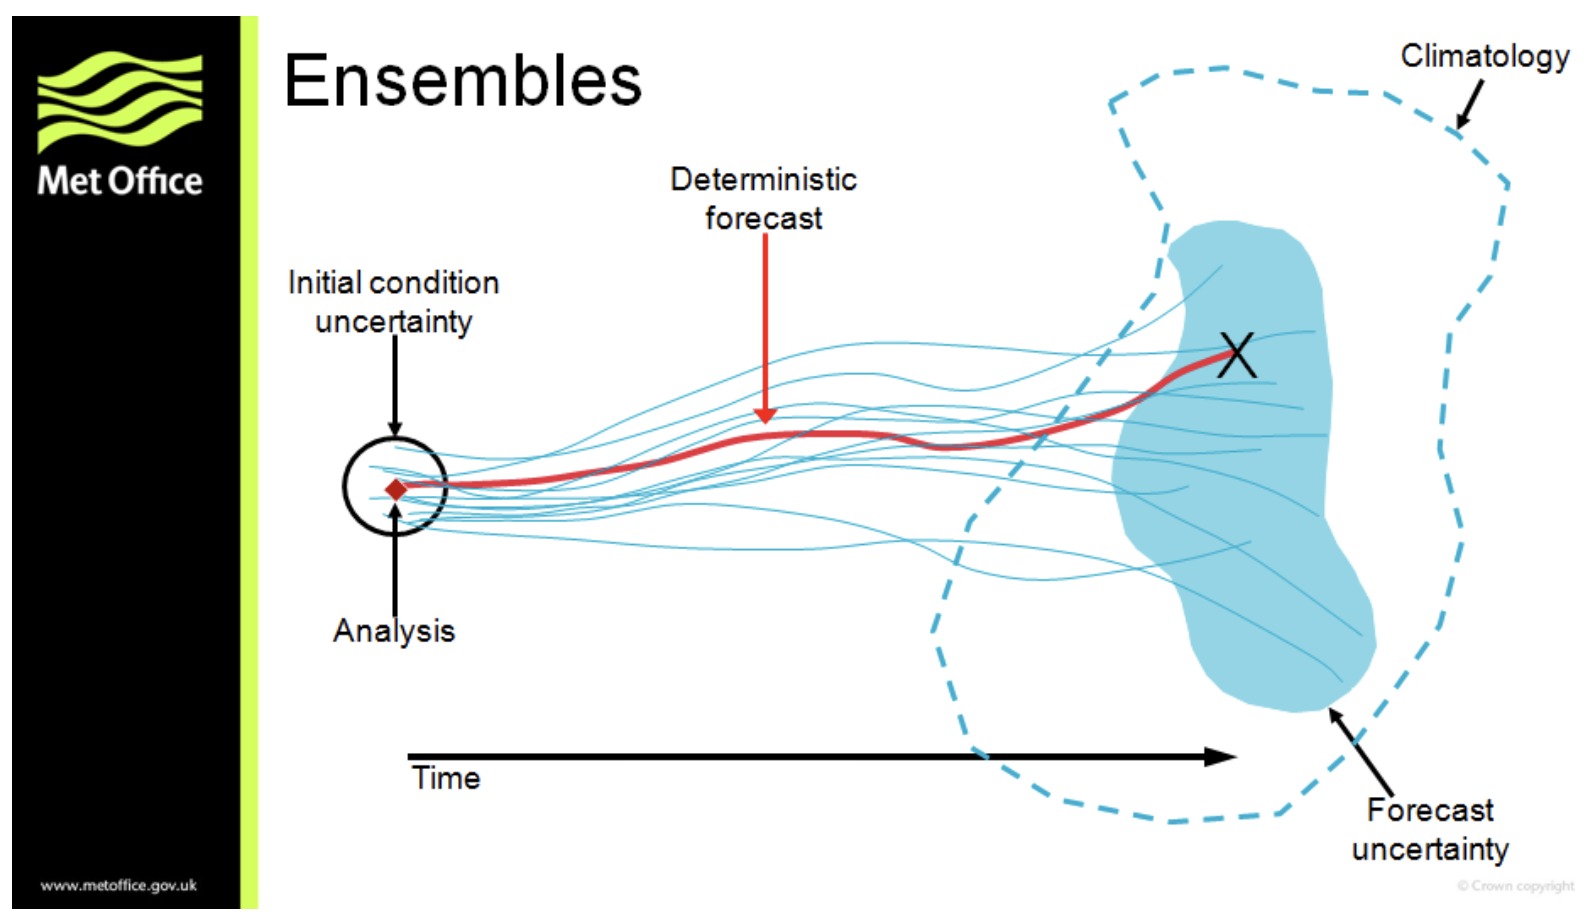 Met Office
Ensembles
Climatology
Deterministic
forecast
Initial condition
uncertainty
X
Analysis
Time
Forecast
uncertainty
www.metoffice.gov.uk
© Crown copyright